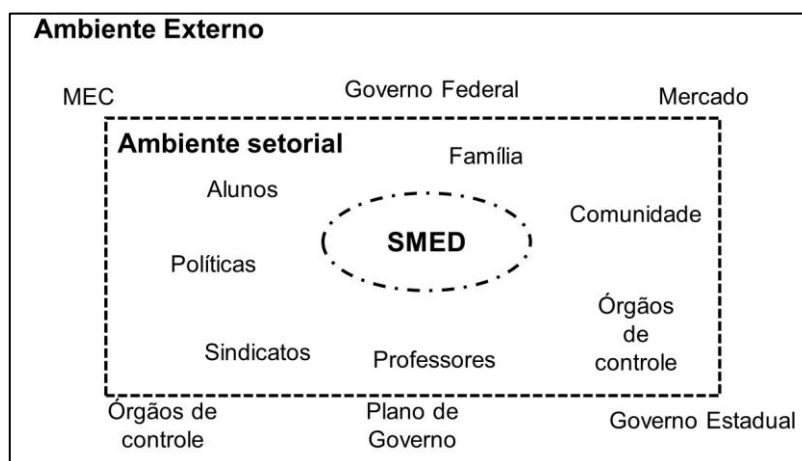 Ambiente Externo
MEC
Governo Federal
Mercado
Ambiente setorial
Família
Alunos
Comunidade
SMED
Políticas
Órgãos
de
controle
Sindicatos
Professores
Órgãos de
controle
Plano de
Governo
Governo Estadual